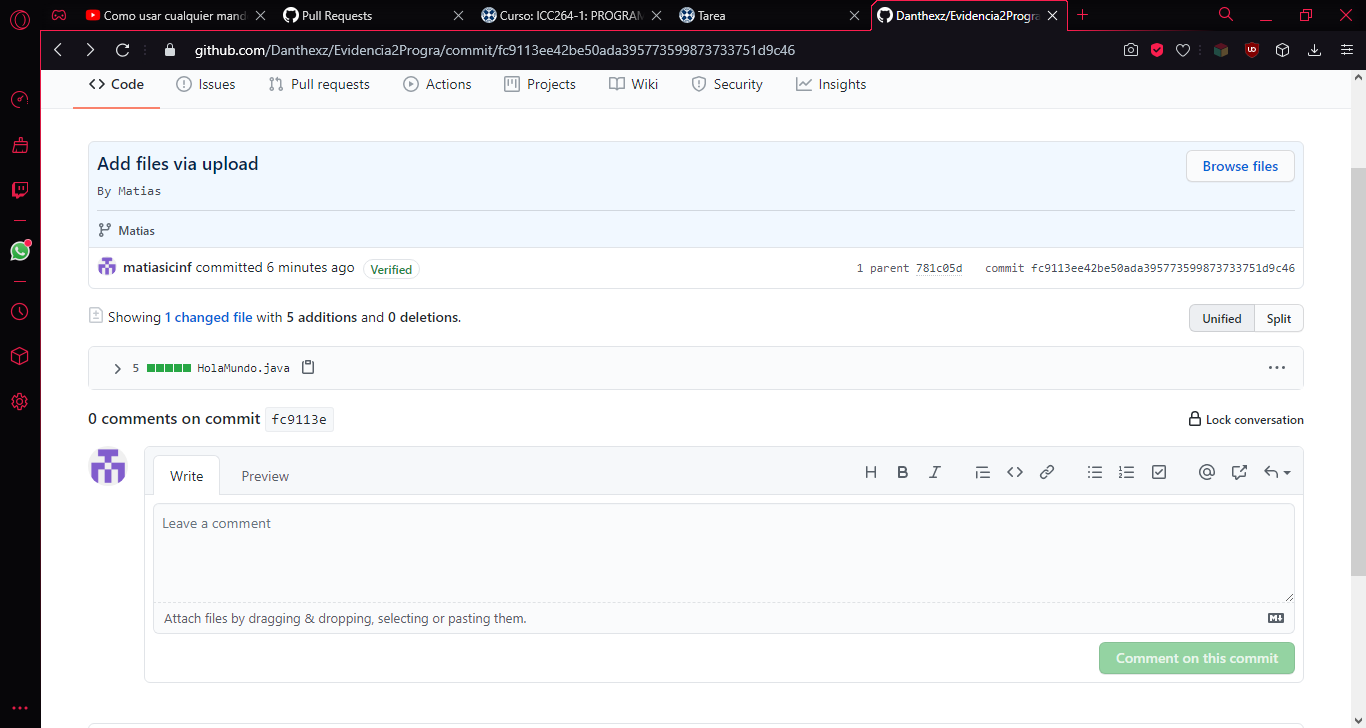 Como usar cualquier mand
Pull Requests
Curso: ICC264-1: PROGRAM
Tarea
Danthexz/Evidencia2Progra
github.com/Danthexz/Evidencia2Progra/commit/fc9113ee42be50ada395773599873733751d9c46
Code
Issues
Pull requests
Actions
Projects
Wiki
Security
Insights
Add files via upload
Browse files
By Matias
Matias
matiasicinf committed 6 minutes ago
Verified
1 parent 781c05d
commit fc9113ee42be50ada395773599873733751d9c46
Showing 1 changed file with 5 additions and 0 deletions.
Unified
Split
5
HolaMundo.java
0 comments on commit fc9113e
Lock conversation
Write
Preview
Leave a comment
Attach files by dragging & dropping, selecting or pasting them.
Comment on this commit